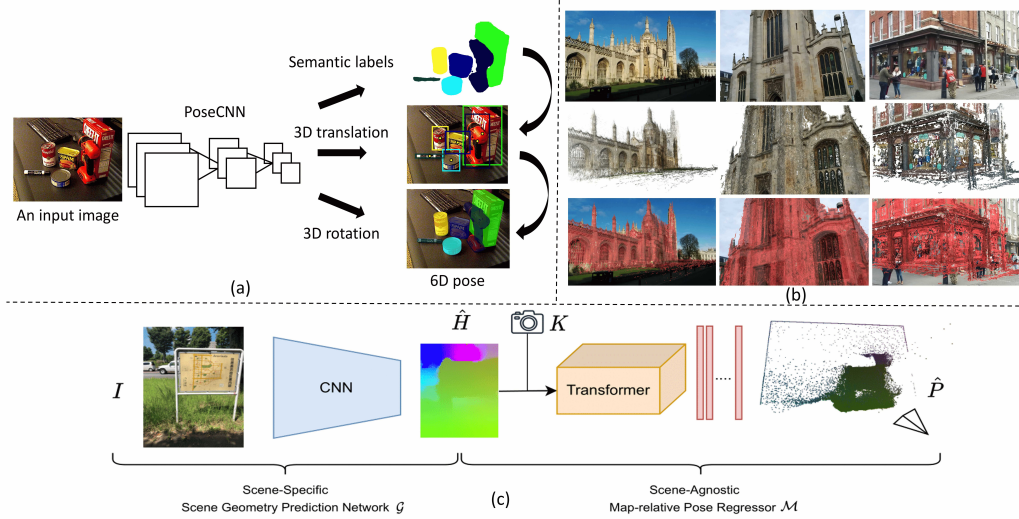 (a)
PoseCNN
An input image
Semantic labels
3D translation
3D rotation
6D pose
(b)
I
CNN
Ĥ
K
Transformer
P̂
Scene-Specific
Scene Geometry Prediction Network 𝒢
(c)
Scene-Agnostic
Map-relative Pose Regressor ℳ